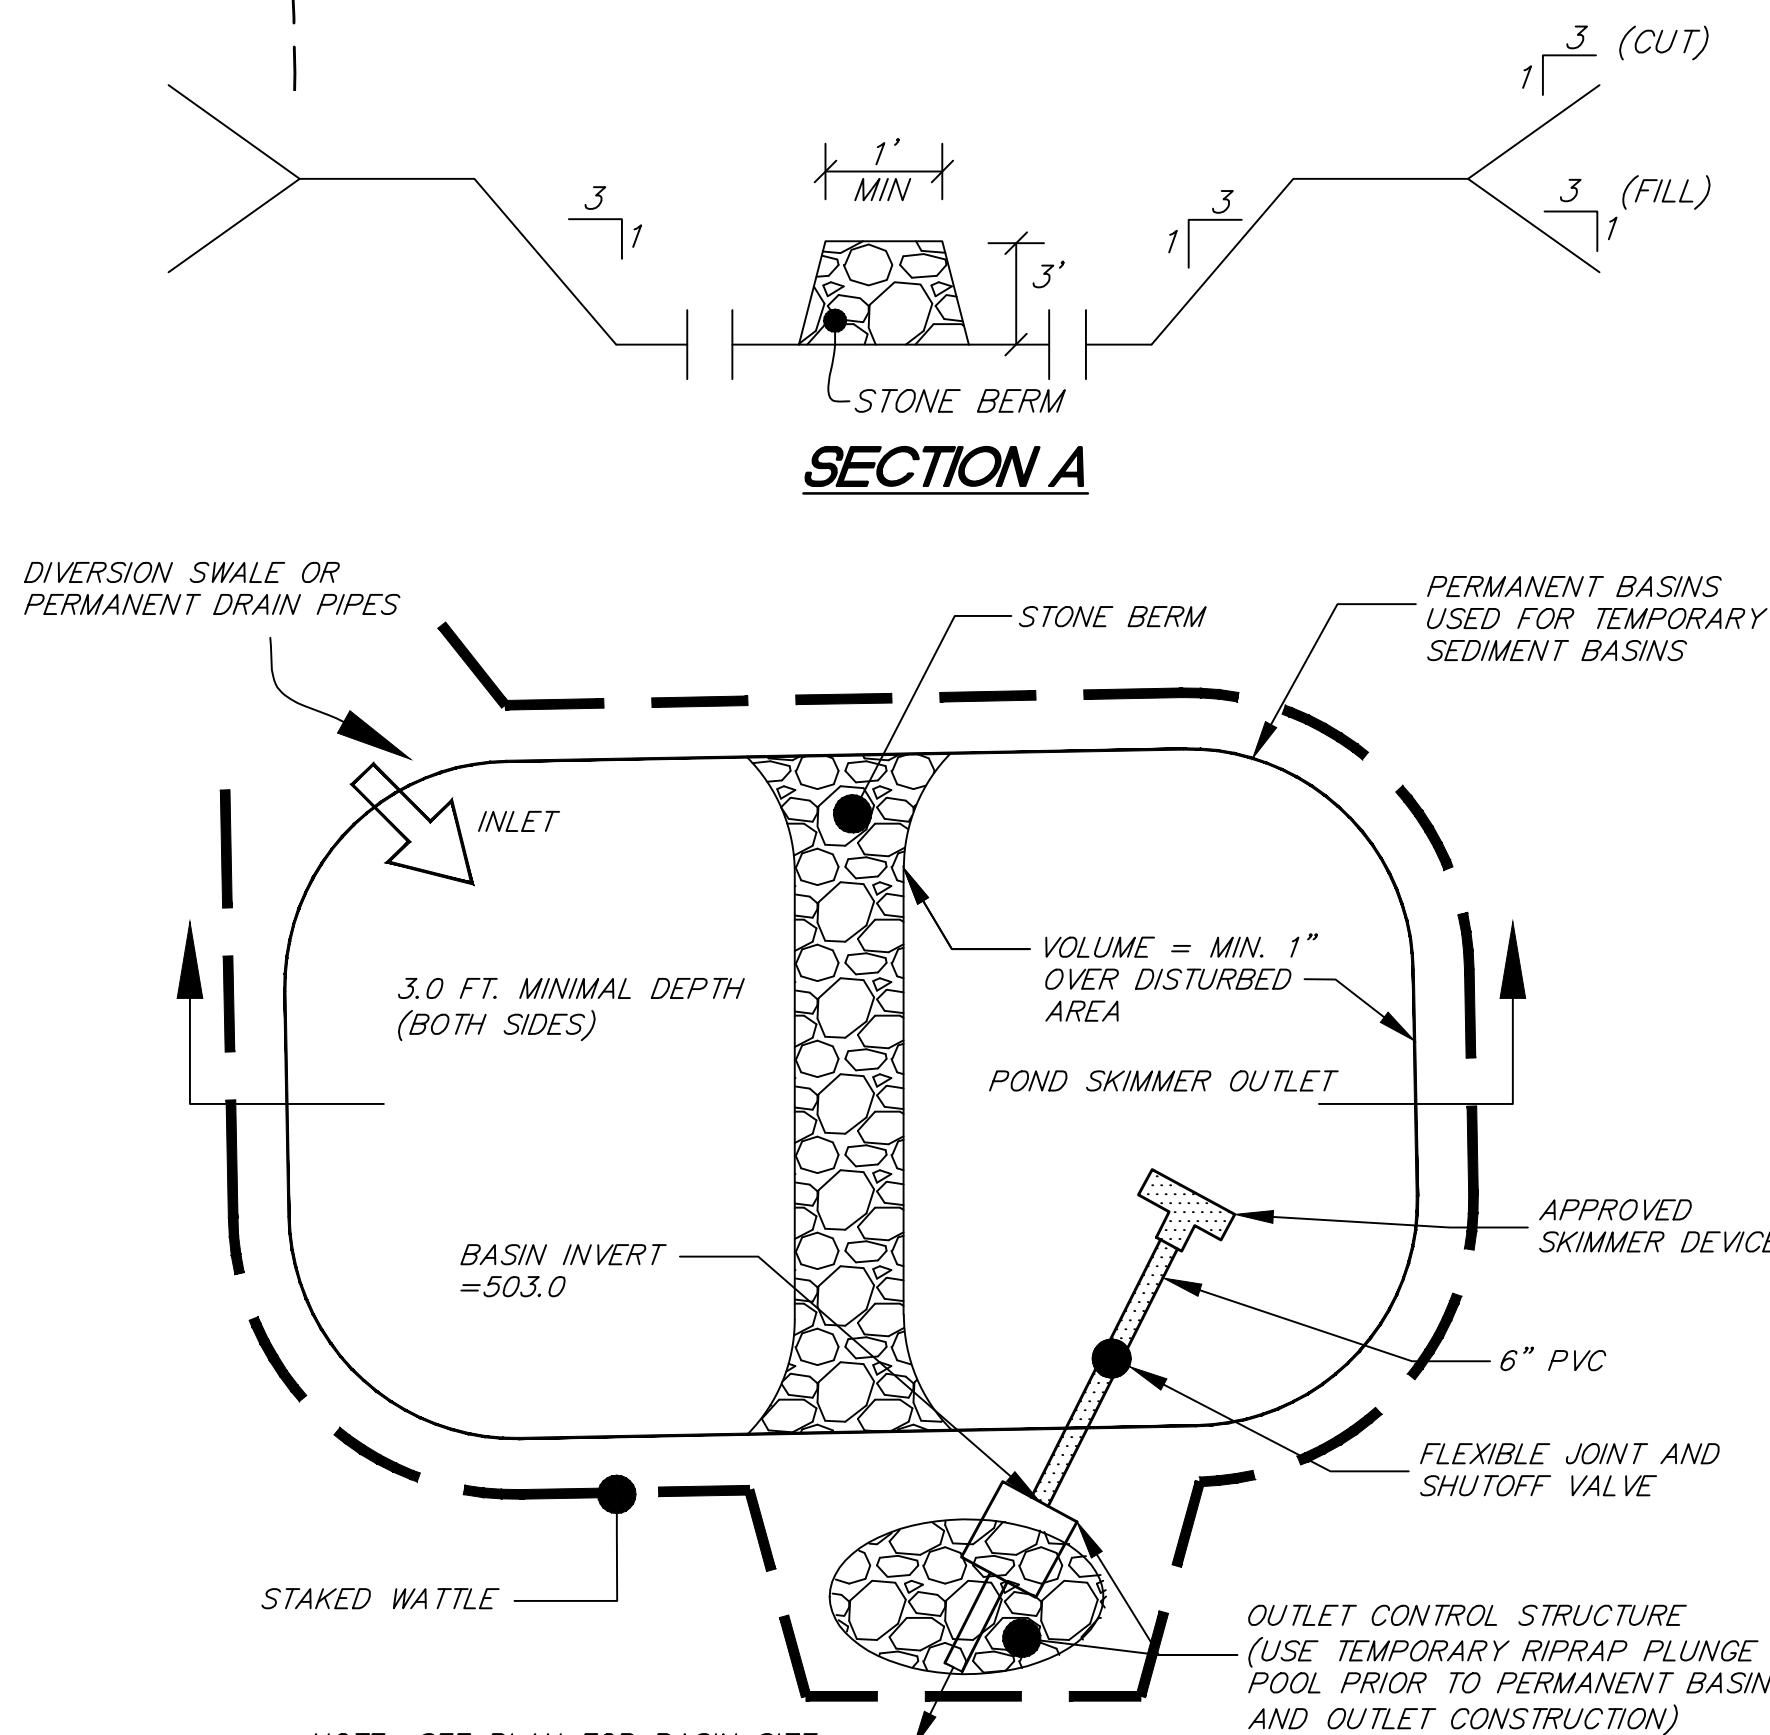 3 (CUT)
1
1'
MIN
3
1
3
1
3 (FILL)
1
3'
STONE BERM
SECTION A
DIVERSION SWALE OR
PERMANENT DRAIN PIPES
STONE BERM
PERMANENT BASINS
USED FOR TEMPORARY
SEDIMENT BASINS
INLET
VOLUME = MIN. 1"
OVER DISTURBED
AREA
3.0 FT. MINIMAL DEPTH
(BOTH SIDES)
POND SKIMMER OUTLET
APPROVED
SKIMMER DEVICE
BASIN INVERT
=503.0
6" PVC
FLEXIBLE JOINT AND
SHUTOFF VALVE
STAKED WATTLE
OUTLET CONTROL STRUCTURE
(USE TEMPORARY RIPRAP PLUNGE
POOL PRIOR TO PERMANENT BASIN
AND OUTLET CONSTRUCTION)